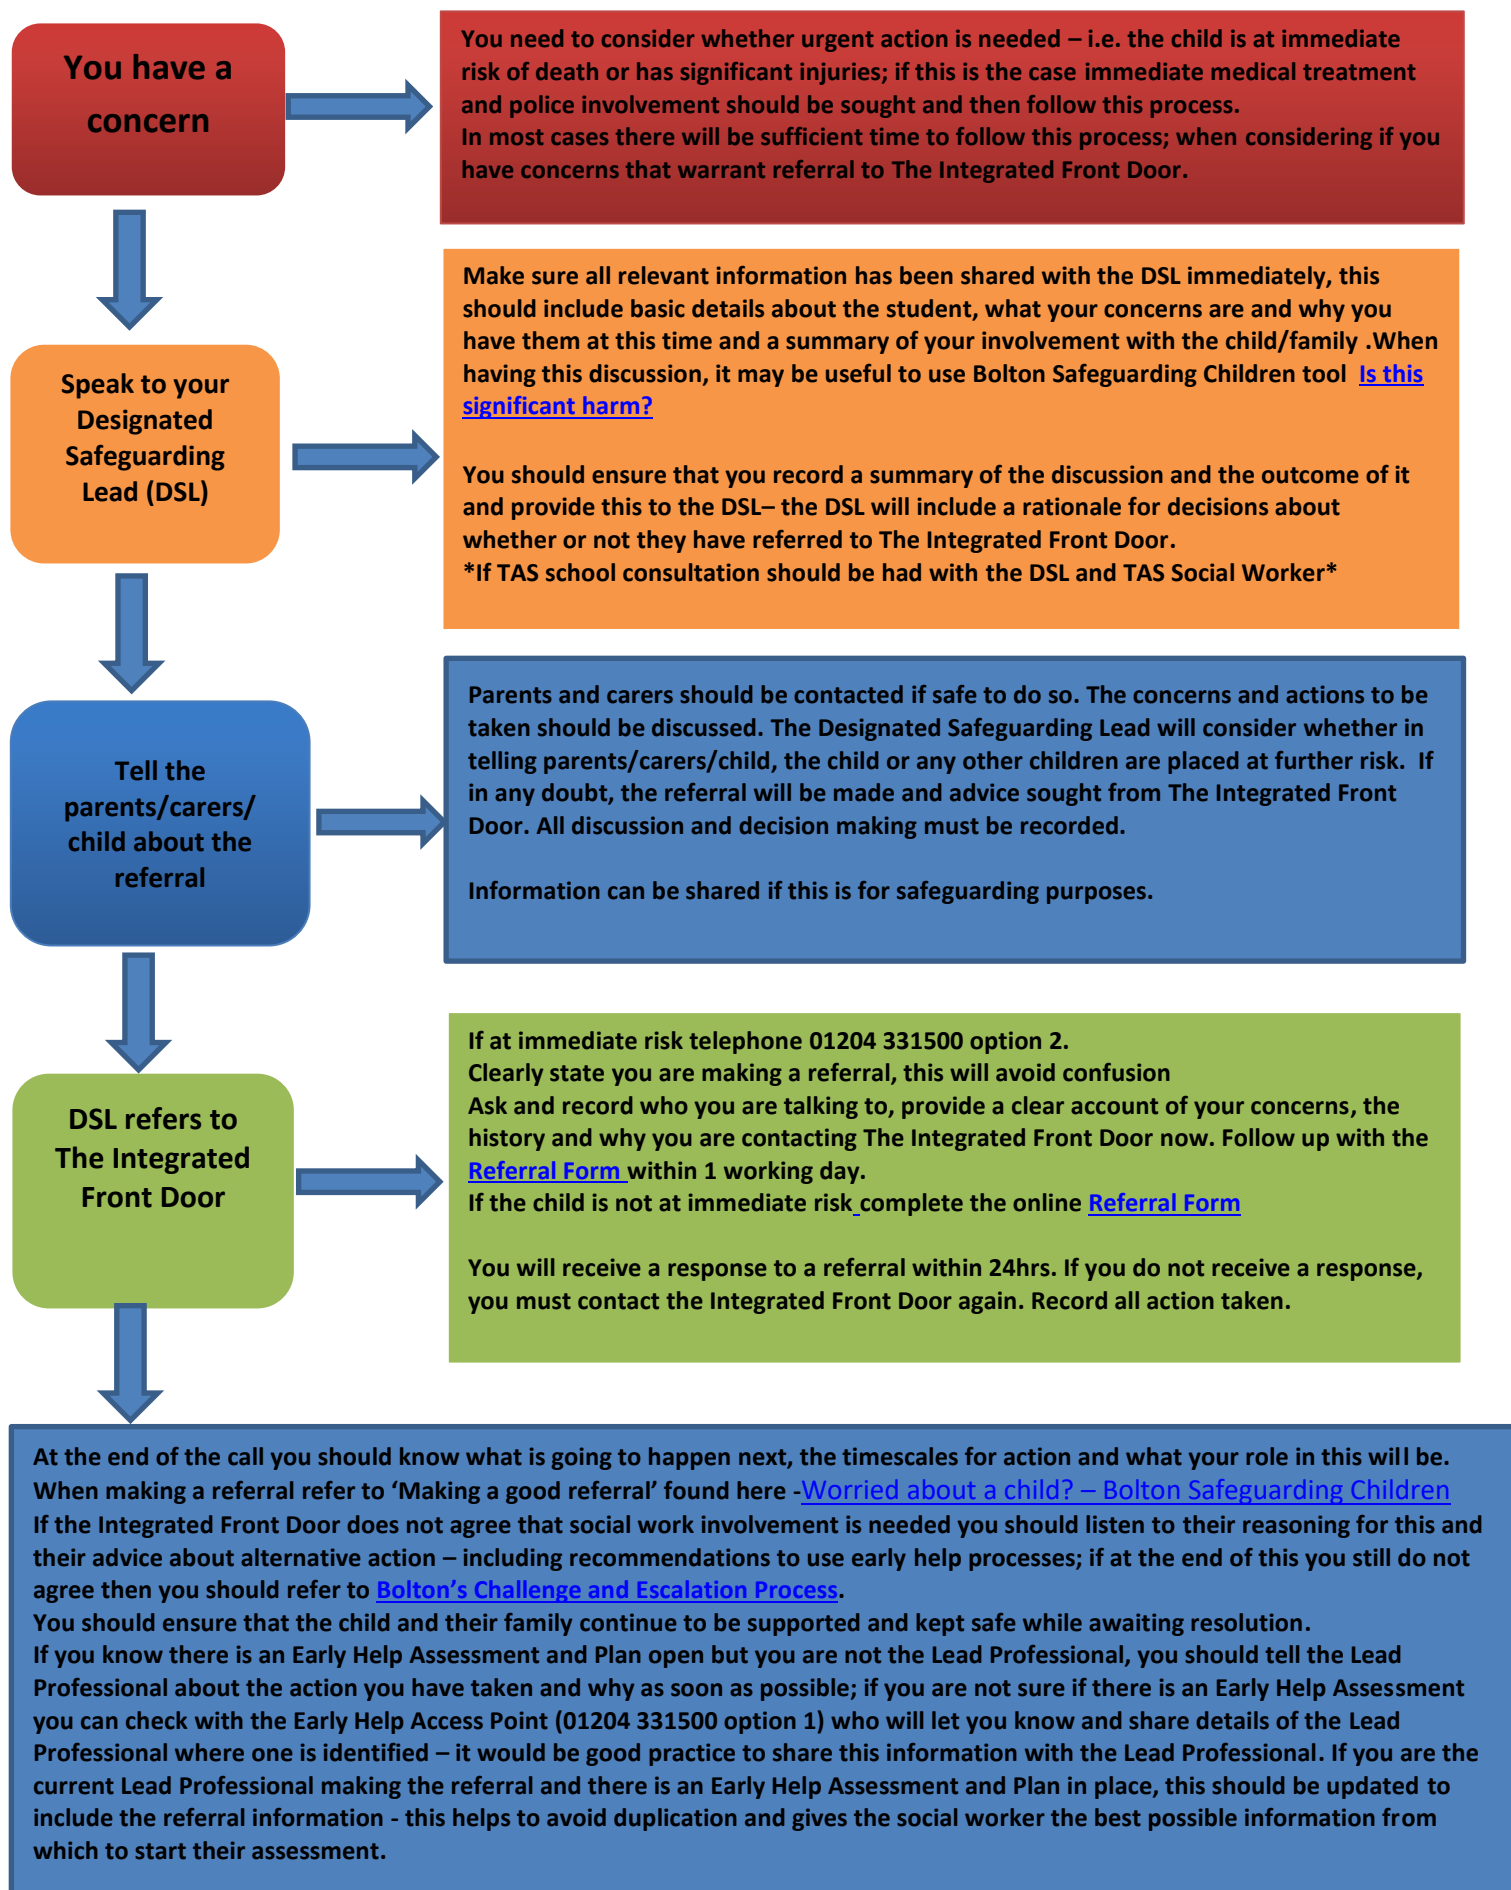 You have a
concern
You need to consider whether urgent action is needed – i.e. the child is at immediate
risk of death or has significant injuries; if this is the case immediate medical treatment
and police involvement should be sought and then follow this process.
In most cases there will be sufficient time to follow this process; when considering if you
have concerns that warrant referral to The Integrated Front Door.
Speak to your
Designated
Safeguarding
Lead (DSL)
Make sure all relevant information has been shared with the DSL immediately, this
should include basic details about the student, what your concerns are and why you
have them at this time and a summary of your involvement with the child/family .When
having this discussion, it may be useful to use Bolton Safeguarding Children tool  Is this
significant harm?
You should ensure that you record a summary of the discussion and the outcome of it
and provide this to the DSL– the DSL will include a rationale for decisions about
whether or not they have referred to The Integrated Front Door.
*If TAS school consultation should be had with the DSL and TAS Social Worker*
Tell the
parents/carers/
child about the
referral
Parents and carers should be contacted if safe to do so. The concerns and actions to be
taken should be discussed. The Designated Safeguarding Lead will consider whether in
telling parents/carers/child, the child or any other children are placed at further risk.  If
in any doubt, the referral will be made and advice sought from The Integrated Front
Door. All discussion and decision making must be recorded.
Information can be shared if this is for safeguarding purposes.
DSL refers to
The Integrated
Front Door
If at immediate risk telephone 01204 331500 option 2.
Clearly state you are making a referral, this will avoid confusion
Ask and record who you are talking to, provide a clear account of your concerns, the
history and why you are contacting The Integrated Front Door now. Follow up with the
Referral Form within 1 working day.
If the child is not at immediate risk complete the online Referral Form
You will receive a response to a referral within 24hrs. If you do not receive a response,
you must contact the Integrated Front Door again. Record all action taken.
At the end of the call you should know what is going to happen next, the timescales for action and what your role in this will be.
When making a referral refer to ‘Making a good referral’ found here -Worried about a child? – Bolton Safeguarding Children
If the Integrated Front Door does not agree that social work involvement is needed you should listen to their reasoning for this and
their advice about alternative action – including recommendations to use early help processes; if at the end of this you still do not
agree then you should refer to Bolton’s Challenge and Escalation Process.
You should ensure that the child and their family continue to be supported and kept safe while awaiting resolution.
If you know there is an Early Help Assessment and Plan open but you are not the Lead Professional, you should tell the Lead
Professional about the action you have taken and why as soon as possible; if you are not sure if there is an Early Help Assessment
you can check with the Early Help Access Point (01204 331500 option 1) who will let you know and share details of the Lead
Professional where one is identified – it would be good practice to share this information with the Lead Professional. If you are the
current Lead Professional making the referral and there is an Early Help Assessment and Plan in place, this should be updated to
include the referral information - this helps to avoid duplication and gives the social worker the best possible information from
which to start their assessment.